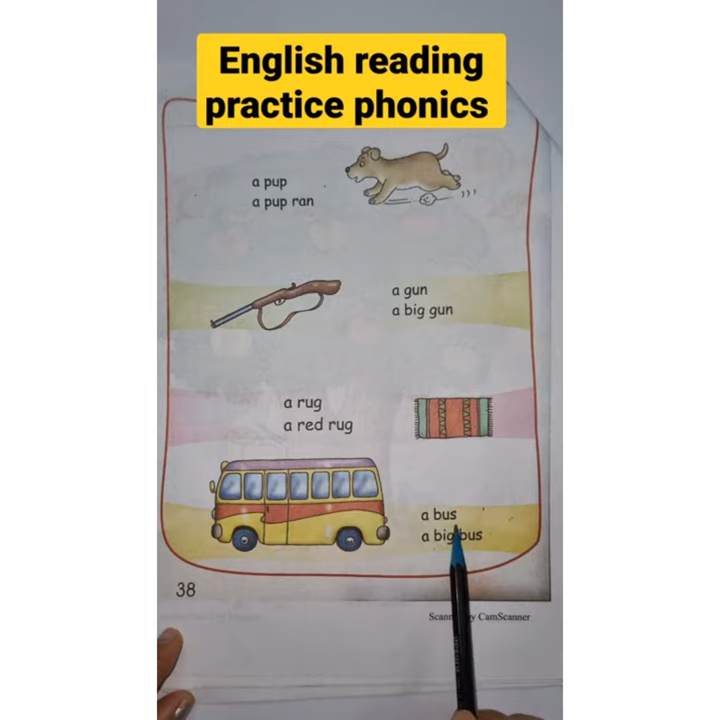 English reading
practice phonics
a pup
a pup ran
a gun
a big gun
a rug
a red rug
a bus
a big bus
38
by CamScanner